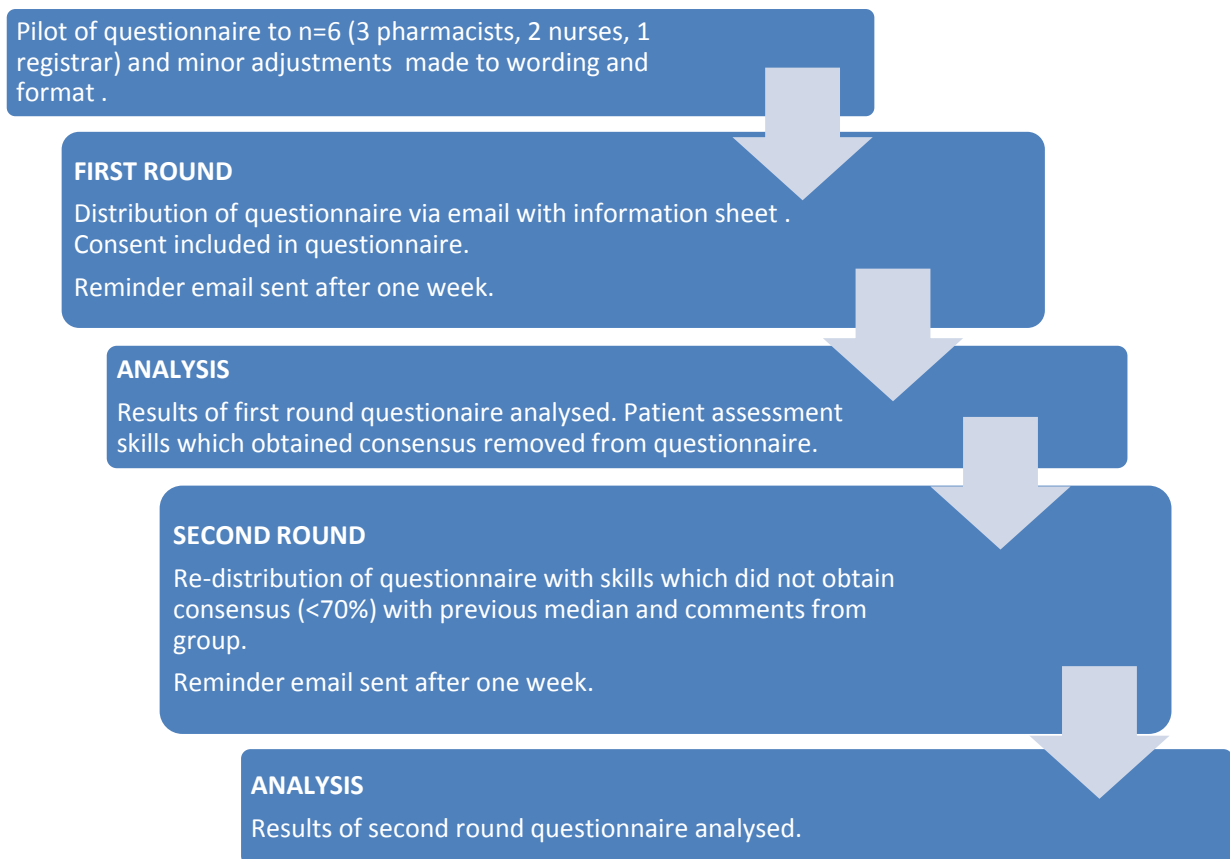 Pilot of questionnaire to n=6 (3 pharmacists, 2 nurses, 1
registrar) and minor adjustments  made to wording and
format .
FIRST ROUND
Distribution of questionnaire via email with information sheet .
Consent included in questionnaire.
Reminder email sent after one week.
ANALYSIS
Results of first round questionaire analysed. Patient assessment
skills which obtained consensus removed from questionnaire.
SECOND ROUND
Re-distribution of questionnaire with skills which did not obtain
consensus (<70%) with previous median and comments from
group.
Reminder email sent after one week.
ANALYSIS
Results of second round questionnaire analysed.